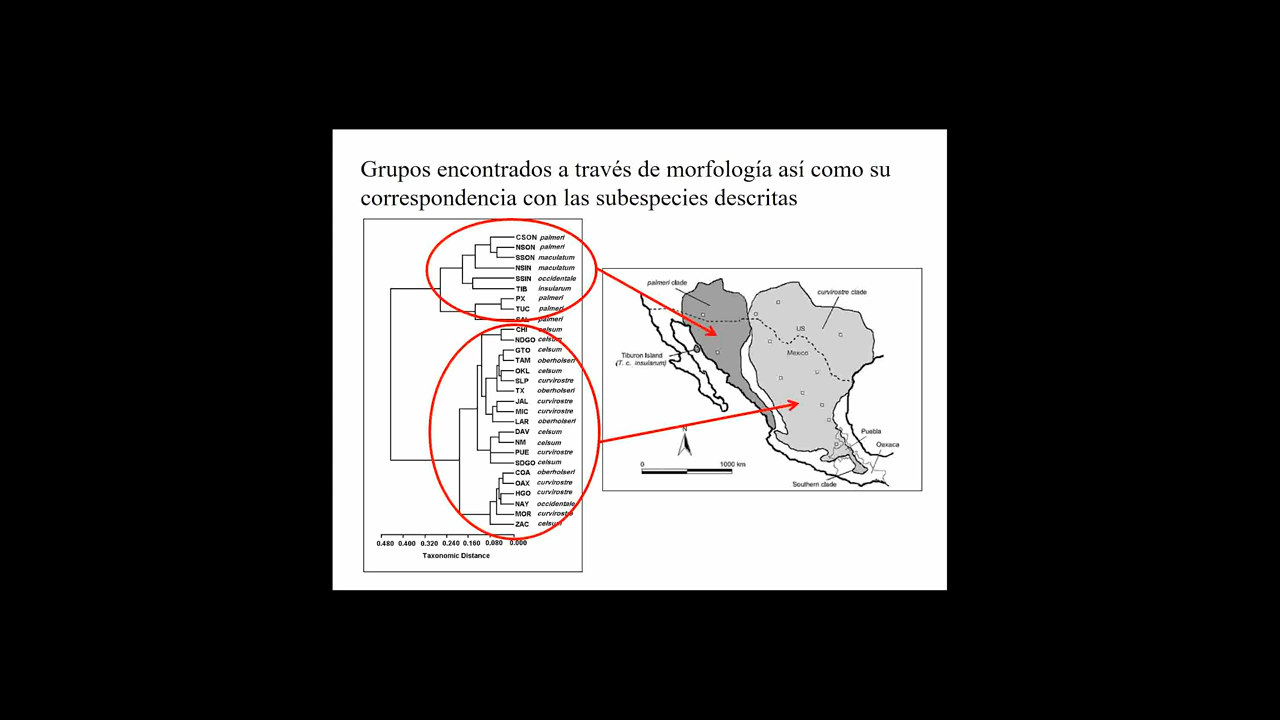 Grupos encontrados a través de morfología así como su
correspondencia con las subespecies descritas
CSON palmeri
NSON palmeri
SSON maculatum
NSIN maculatum
SSIN occidentale
TIB insularum
PX palmeri
TUC palmeri
SAL palmeri
CHI celsum
NDGO celsum
GTO celsum
TAM oberholseri
OKL celsum
SLP curvirostre
TX oberholseri
JAL curvirostre
MIC curvirostre
LAR oberholseri
DAV celsum
NM celsum
PUE curvirostre
SDGO celsum
COA oberholseri
OAX curvirostre
HGO curvirostre
NAY occidentale
MOR curvirostre
ZAC celsum
0.480 0.400 0.320 0.240 0.160 0.080 0.000
Taxonomic Distance
palmeri clade
curvirostre clade
US
Mexico
Tiburon Island
(T. c. insularum)
Puebla
Oaxaca
N
0 1000 km
Southern clade